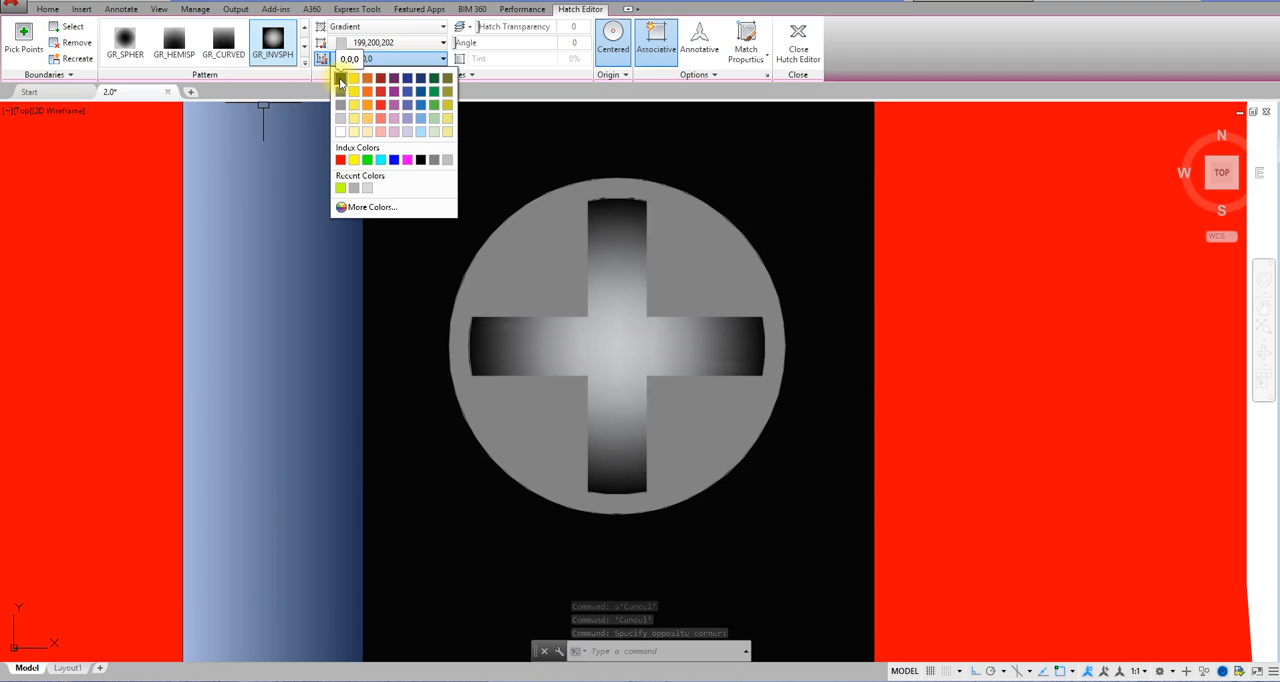 Home Insert Annotate View Manage Output Add-ins A360 Express Tools Featured Apps BIM 360 Performance Hatch Editor
Pick Points
Select
Remove
Recreate
Boundaries
GR_SPHER
GR_HEMISP
GR_CURVED
GR_INVSPH
Pattern
Gradient
199,200,202
0,0,0
Hatch Transparency 0
Angle 0
Tint 0%
Centered
Origin
Associative
Annotative
Match
Properties
Options
Close
Hatch Editor
Close
Start
2.0*
[−][Top][2D Wireframe]
Index Colors
Recent Colors
More Colors...
N
W
TOP
E
S
WCS
Y
X
Command: *Cancel*
Command: Specify opposite corner:
Type a command
Model Layout1
MODEL
1:1